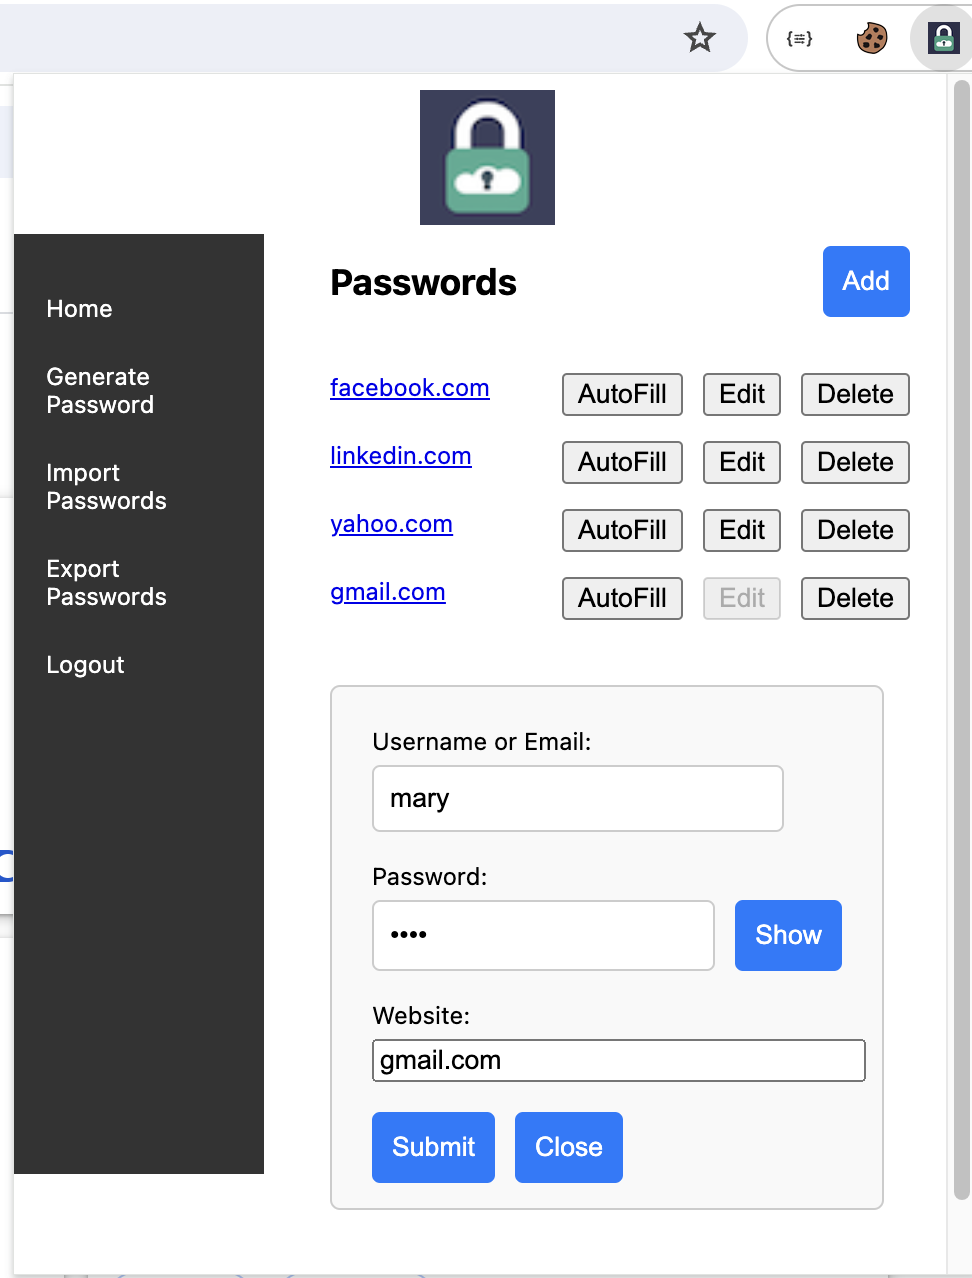 Passwords
Add
Home
Generate
Password
Import
Passwords
Export
Passwords
Logout
facebook.com AutoFill Edit Delete
linkedin.com AutoFill Edit Delete
yahoo.com AutoFill Edit Delete
gmail.com AutoFill Edit Delete
Username or Email:
mary
Password:
•••• Show
Website:
gmail.com
Submit Close